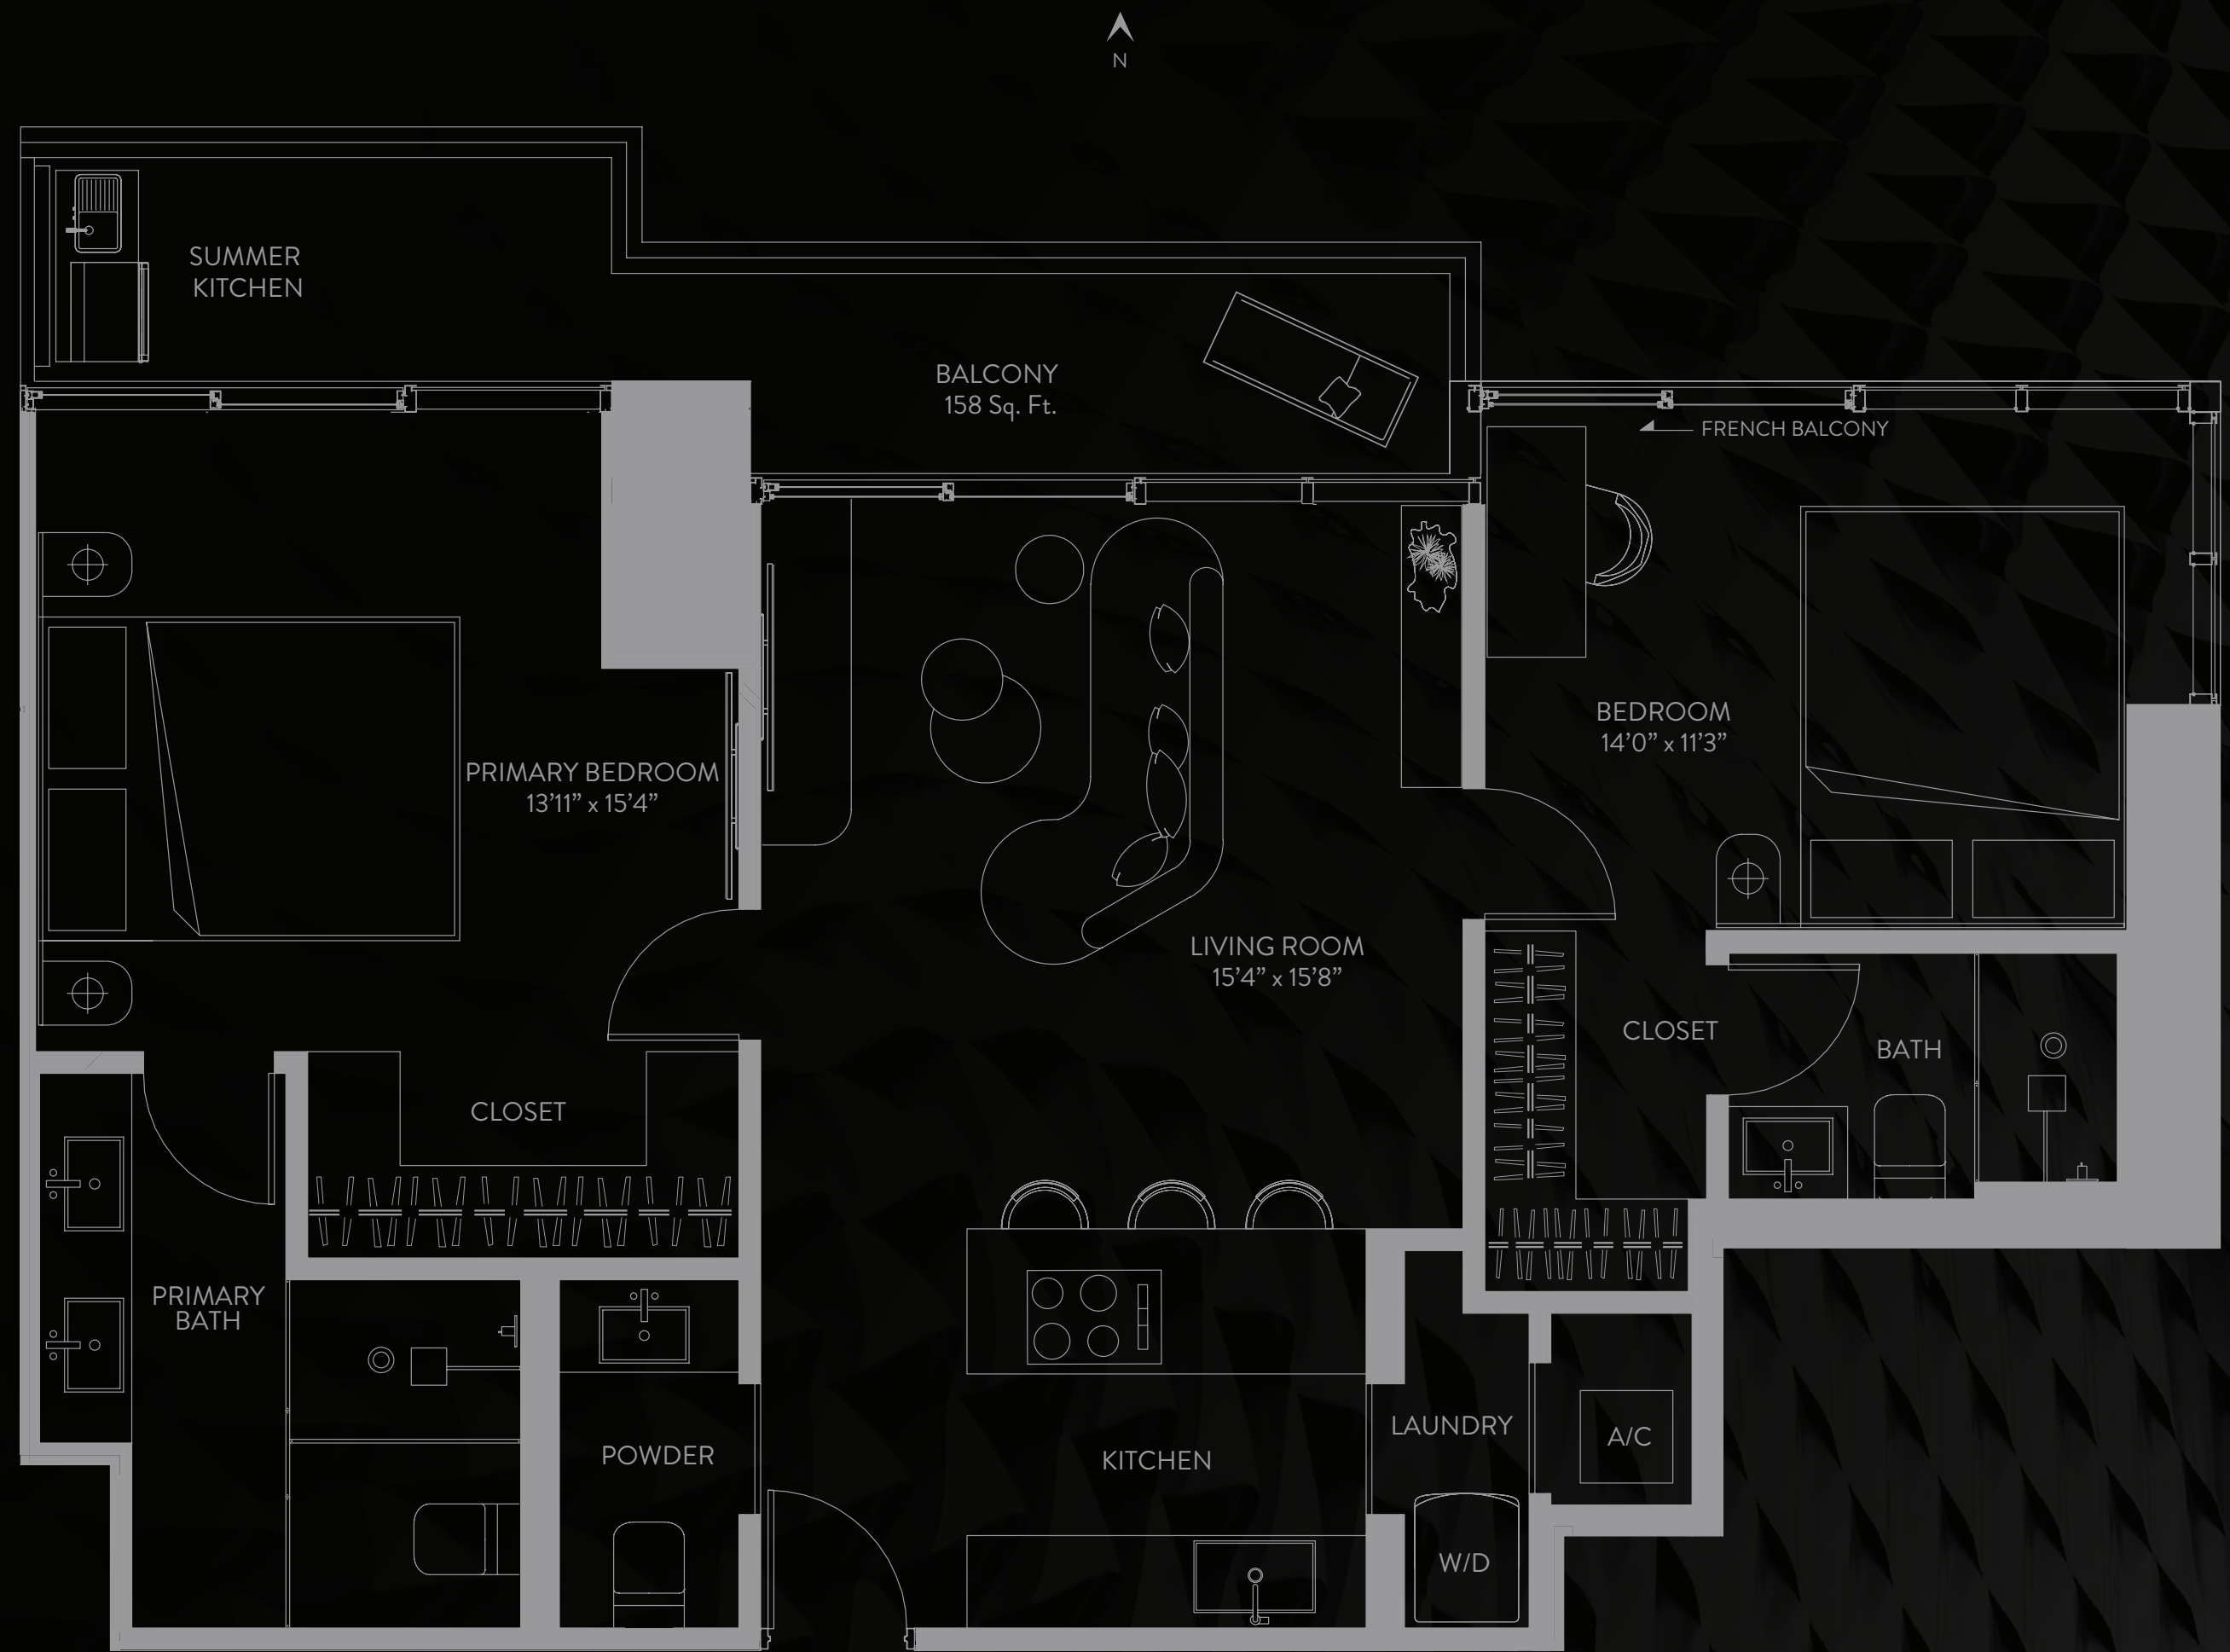 N
SUMMER
KITCHEN
BALCONY
158 Sq. Ft.
FRENCH BALCONY
BEDROOM
14’0” x 11’3”
PRIMARY BEDROOM
13’11” x 15’4”
LIVING ROOM
15’4” x 15’8”
CLOSET
BATH
CLOSET
PRIMARY
BATH
POWDER
KITCHEN
LAUNDRY
A/C
W/D